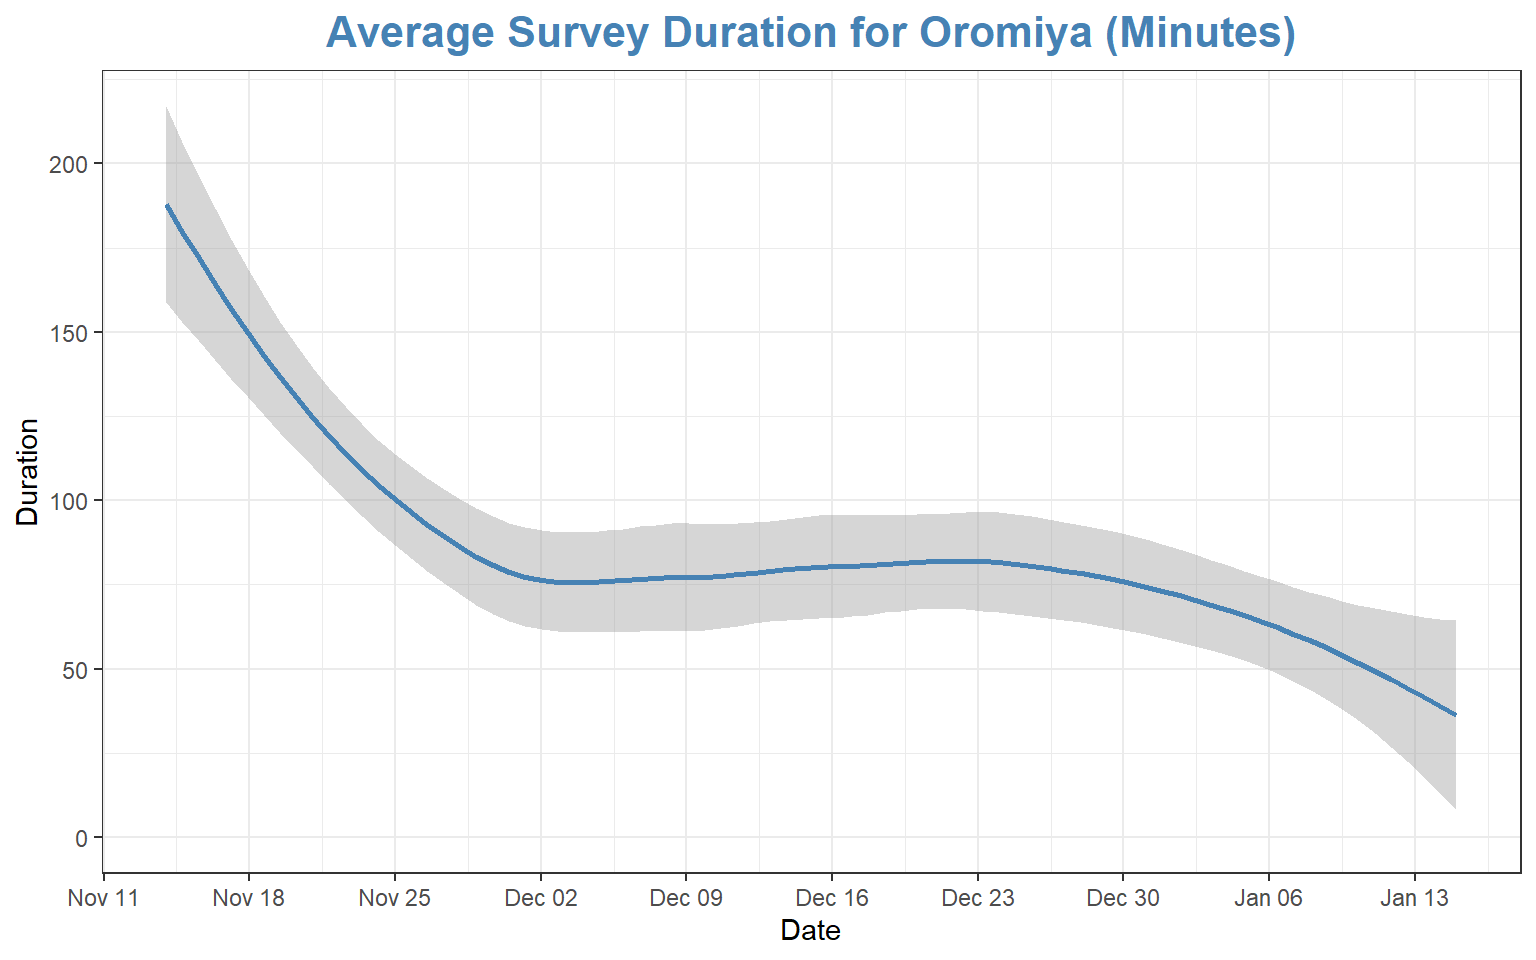 Average Survey Duration for Oromiya (Minutes)
200
150
100
50
0
Duration
Nov 11 Nov 18 Nov 25 Dec 02 Dec 09 Dec 16 Dec 23 Dec 30 Jan 06 Jan 13
Date